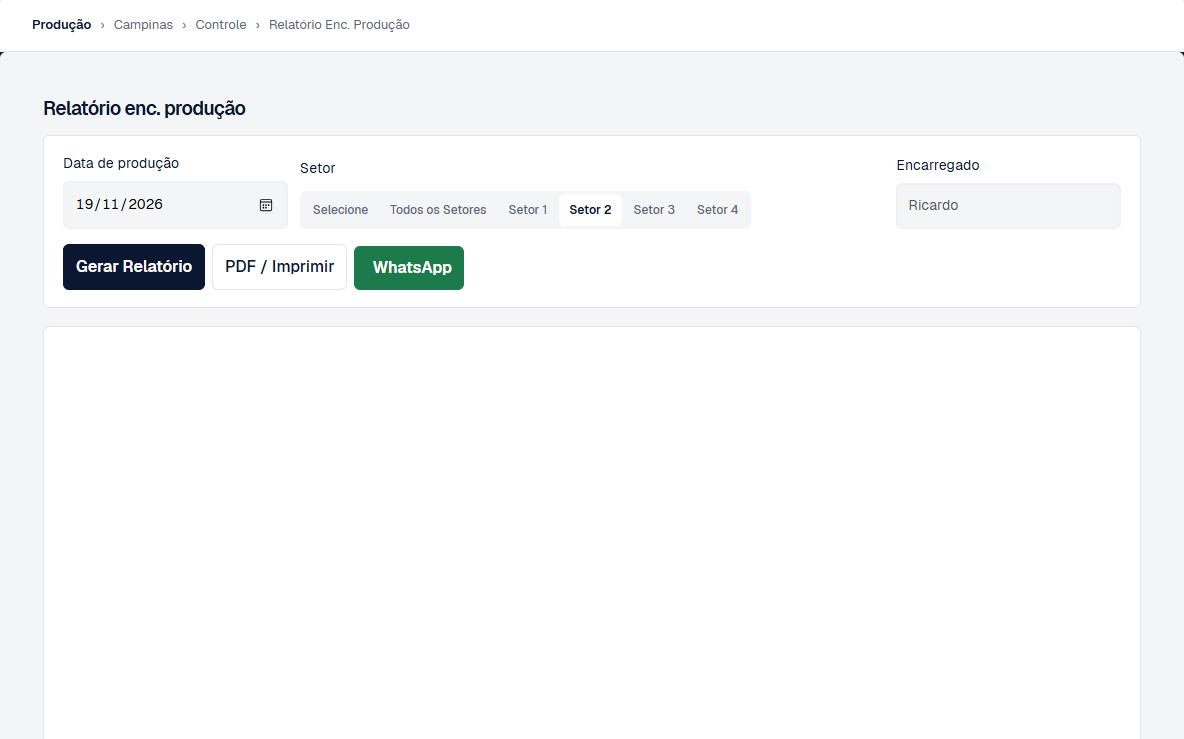 Produção › Campinas › Controle › Relatório Enc. Produção
Relatório enc. produção
Data de produção
Setor
Encarregado
19/11/2026
Selecione Todos os Setores Setor 1 Setor 2 Setor 3 Setor 4
Ricardo
Gerar Relatório PDF / Imprimir WhatsApp